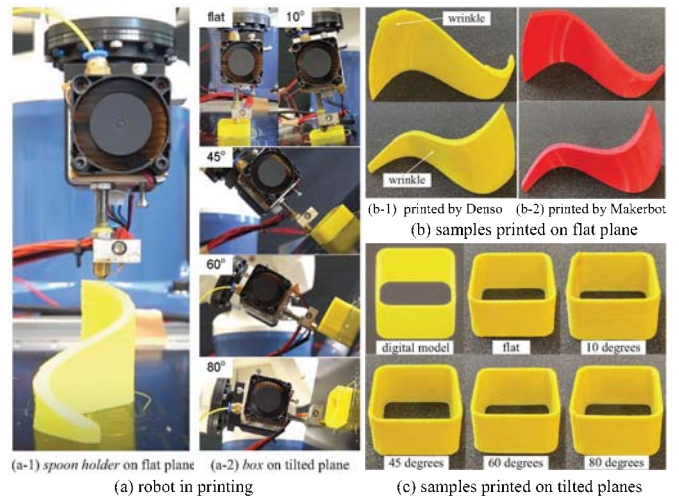 flat
10°
45°
60°
80°
(a-1) spoon holder on flat plane
(a-2) box on tilted plane
(a) robot in printing
wrinkle
wrinkle
(b-1) printed by Denso
(b-2) printed by Makerbot
(b) samples printed on flat plane
digital model
flat
10 degrees
45 degrees
60 degrees
80 degrees
(c) samples printed on tilted planes